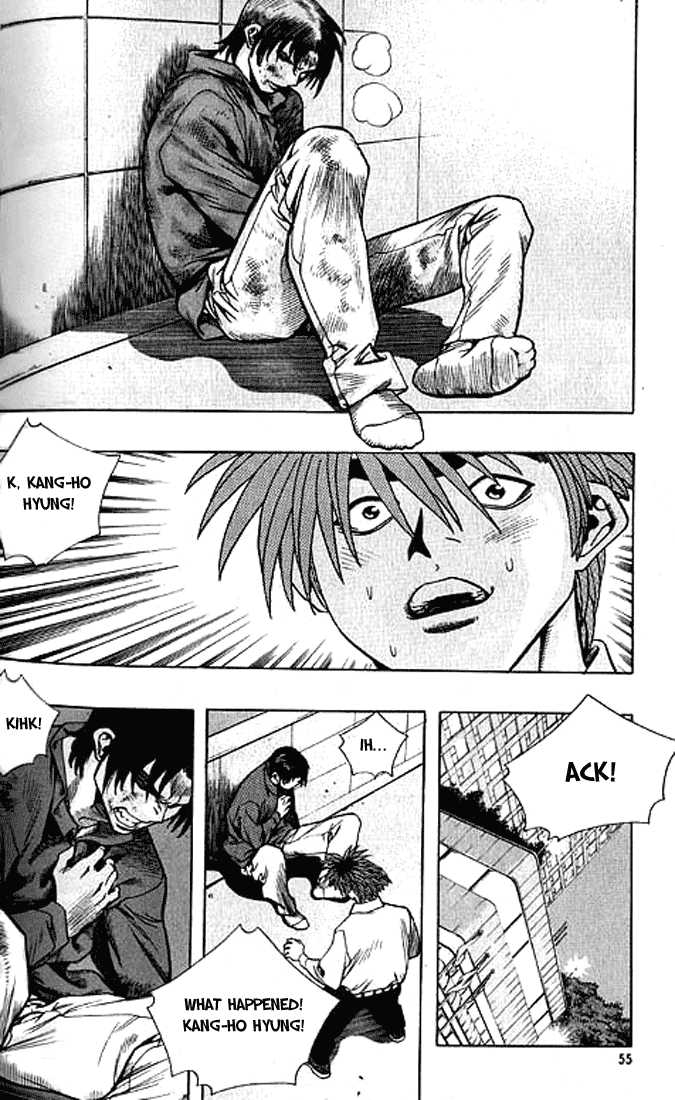 K, KANG-HO
HYUNG!
KIHK!
IH...
WHAT HAPPENED!
KANG-HO HYUNG!
ACK!
55